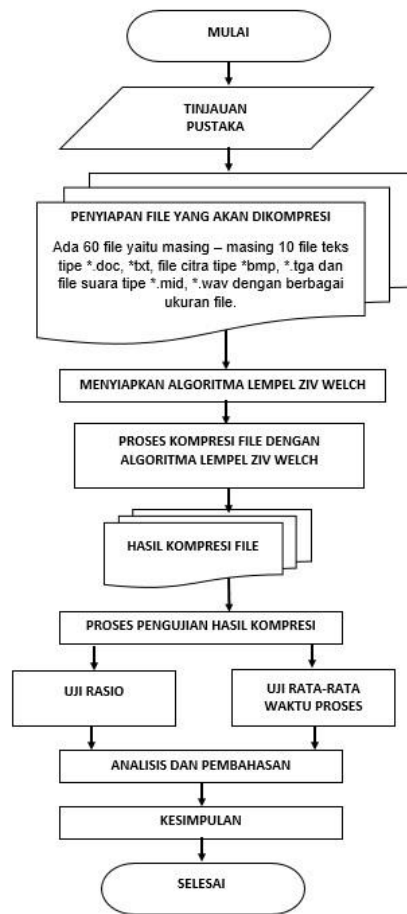 MULAI
TINJAUAN
PUSTAKA
PENYIAPAN FILE YANG AKAN DIKOMPRESI
Ada 60 file yaitu masing – masing 10 file teks
tipe *.doc, *txt, file citra tipe *bmp, *.tga dan
file suara tipe *.mid, *.wav dengan berbagai
ukuran file.
MENYIAPKAN ALGORITMA LEMPEL ZIV WELCH
PROSES KOMPRESI FILE DENGAN
ALGORITMA LEMPEL ZIV WELCH
HASIL KOMPRESI FILE
PROSES PENGUJIAN HASIL KOMPRESI
UJI RASIO
UJI RATA-RATA
WAKTU PROSES
ANALISIS DAN PEMBAHASAN
KESIMPULAN
SELESAI